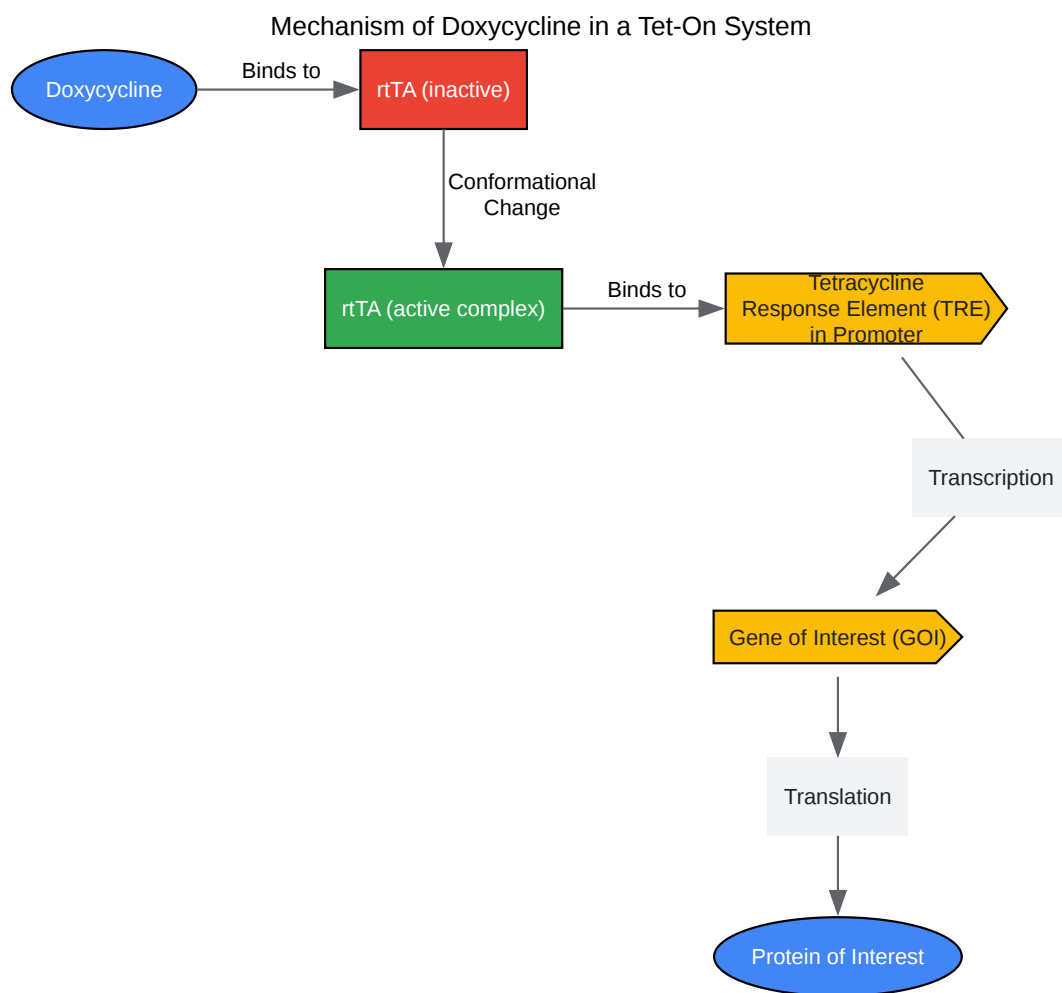 Mechanism of Doxycycline in a Tet-On System
Doxycycline
Binds to
rtTA (inactive)
Conformational
Change
rtTA (active complex)
Binds to
Tetracycline
Response Element (TRE)
in Promoter
Transcription
Gene of Interest (GOI)
Translation
Protein of Interest